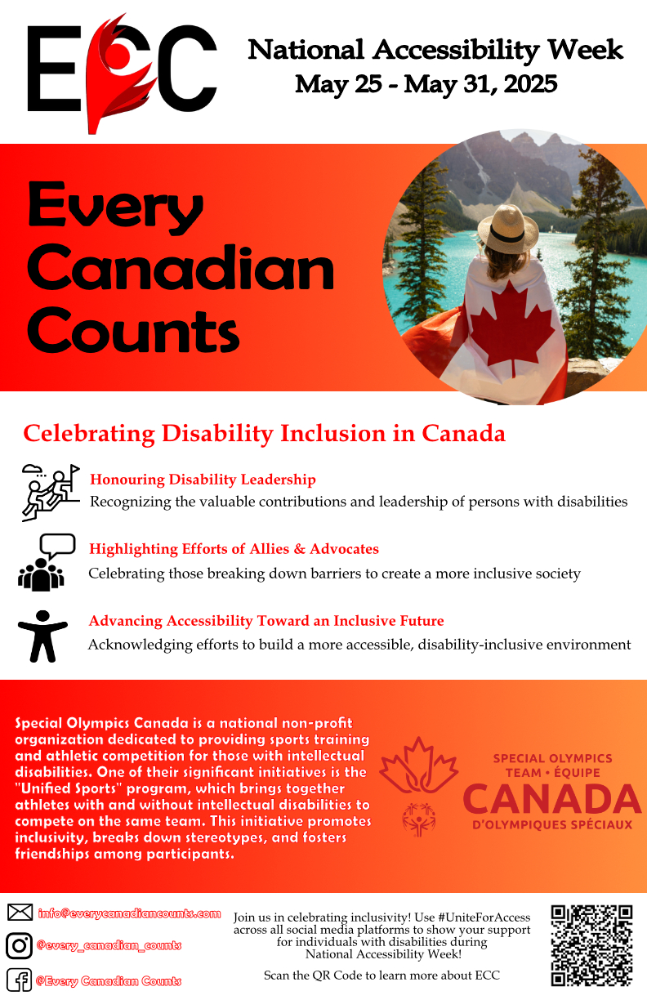 ECC
National Accessibility Week
May 25 - May 31, 2025
Every
Canadian
Counts
Celebrating Disability Inclusion in Canada
Honouring Disability Leadership
Recognizing the valuable contributions and leadership of persons with disabilities
Highlighting Efforts of Allies & Advocates
Celebrating those breaking down barriers to create a more inclusive society
Advancing Accessibility Toward an Inclusive Future
Acknowledging efforts to build a more accessible, disability-inclusive environment
Special Olympics Canada is a national non-profit
organization dedicated to providing sports training
and athletic competition for those with intellectual
disabilities. One of their significant initiatives is the
"Unified Sports" program, which brings together
athletes with and without intellectual disabilities to
compete on the same team. This initiative promotes
inclusivity, breaks down stereotypes, and fosters
friendships among participants.
SPECIAL OLYMPICS
TEAM • ÉQUIPE
CANADA
D'OLYMPIQUES SPÉCIAUX
info@everycanadiancounts.com
@every_canadian_counts
@Every Canadian Counts
Join us in celebrating inclusivity! Use #UniteForAccess
across all social media platforms to show your support
for individuals with disabilities during
National Accessibility Week!
Scan the QR Code to learn more about ECC